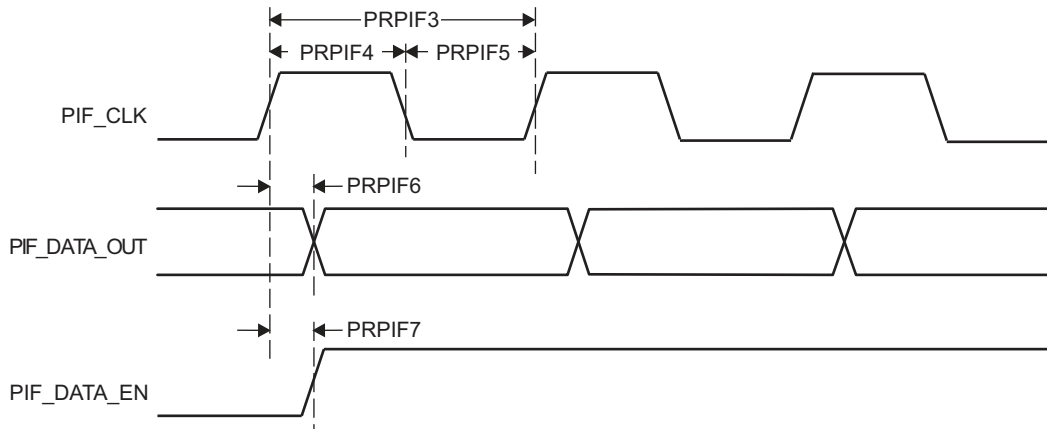 PRPIF3
PRPIF4 PRPIF5
PIF_CLK
PRPIF6
PIF_DATA_OUT
PRPIF7
PIF_DATA_EN